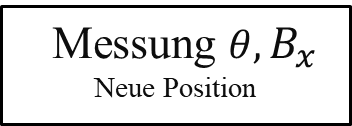 Messung θ, Bₓ
Neue Position